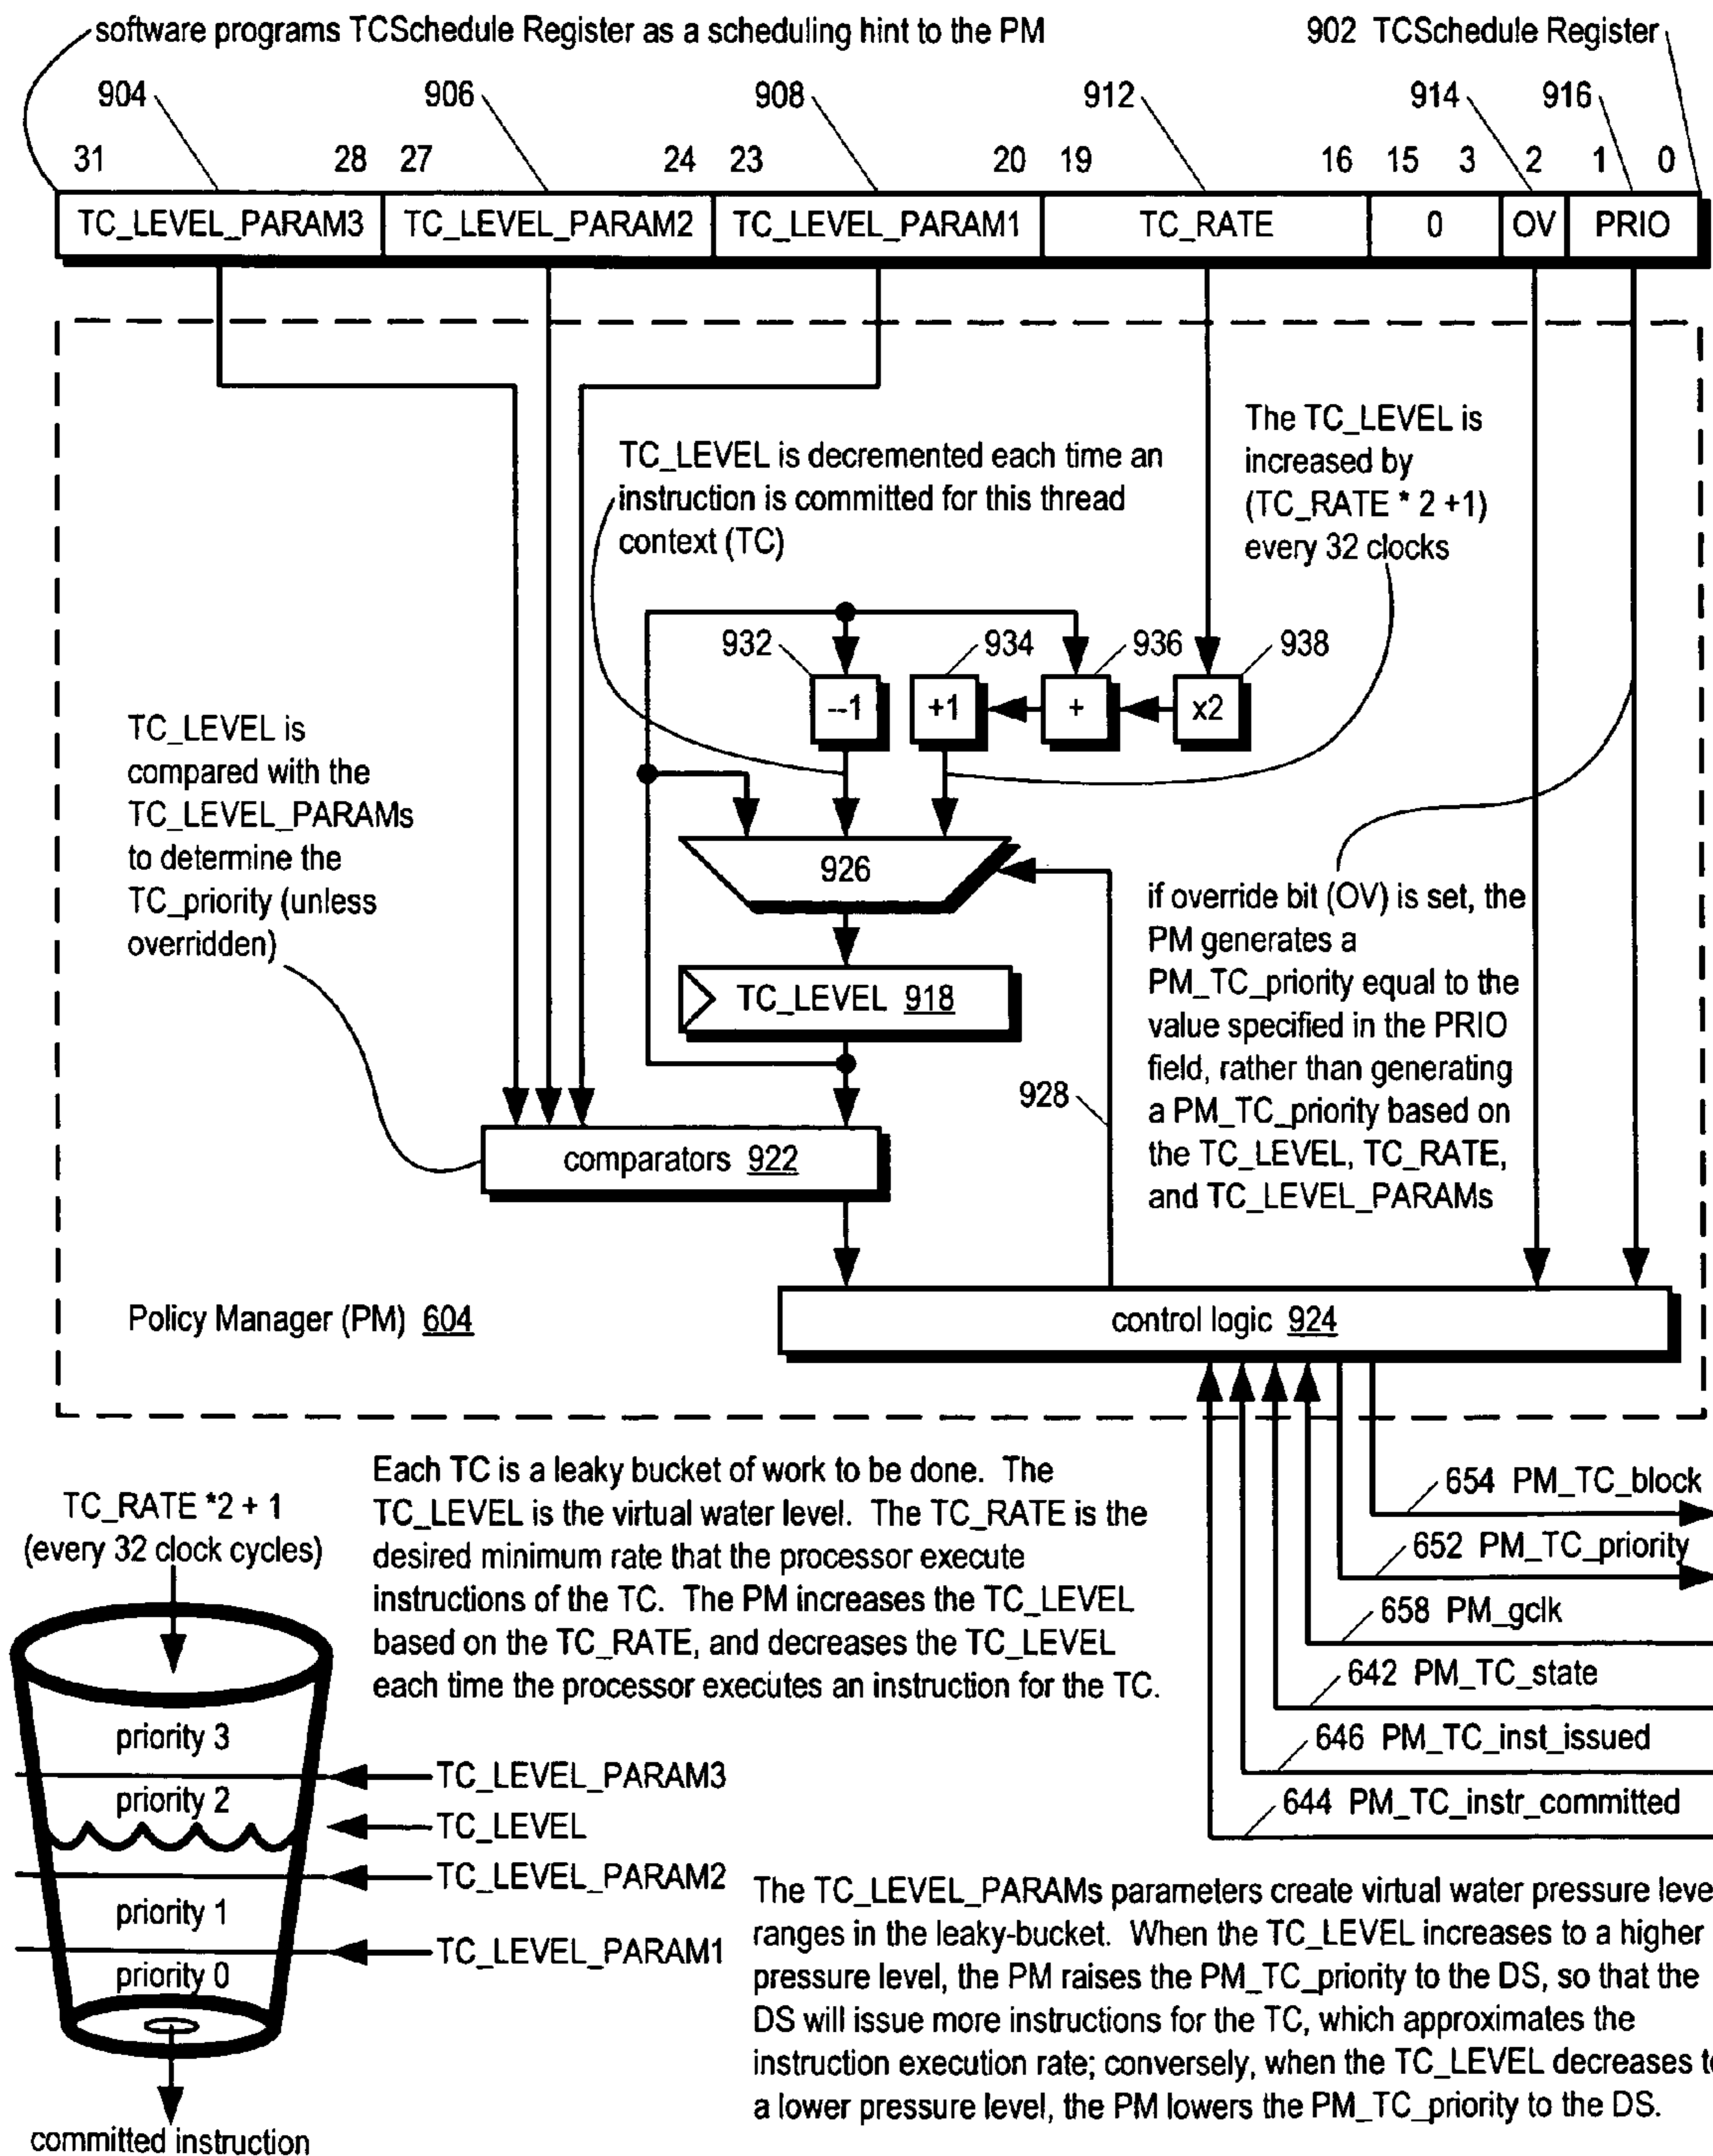 software programs TCSchedule Register as a scheduling hint to the PM
902 TCSchedule Register
904 906 908 912 914 916
31 28 27 24 23 20 19 16 15 3 2 1 0
TC_LEVEL_PARAM3 TC_LEVEL_PARAM2 TC_LEVEL_PARAM1 TC_RATE 0 OV PRIO
The TC_LEVEL is
increased by
(TC_RATE * 2 +1)
every 32 clocks
TC_LEVEL is decremented each time an
instruction is committed for this thread
context (TC)
932 934 936 938
--1 +1 + x2
TC_LEVEL is
compared with the
TC_LEVEL_PARAMs
to determine the
TC_priority (unless
overridden)
926
TC_LEVEL 918
928
if override bit (OV) is set, the
PM generates a
PM_TC_priority equal to the
value specified in the PRIO
field, rather than generating
a PM_TC_priority based on
the TC_LEVEL, TC_RATE,
and TC_LEVEL_PARAMs
comparators 922
Policy Manager (PM) 604
control logic 924
654 PM_TC_block
652 PM_TC_priority
658 PM_gclk
642 PM_TC_state
646 PM_TC_inst_issued
644 PM_TC_instr_committed
Each TC is a leaky bucket of work to be done. The
TC_LEVEL is the virtual water level. The TC_RATE is the
desired minimum rate that the processor execute
instructions of the TC. The PM increases the TC_LEVEL
based on the TC_RATE, and decreases the TC_LEVEL
each time the processor executes an instruction for the TC.
TC_RATE *2 + 1
(every 32 clock cycles)
priority 3
TC_LEVEL_PARAM3
priority 2
TC_LEVEL
TC_LEVEL_PARAM2
priority 1
TC_LEVEL_PARAM1
priority 0
committed instruction
The TC_LEVEL_PARAMs parameters create virtual water pressure leve
ranges in the leaky-bucket. When the TC_LEVEL increases to a higher
pressure level, the PM raises the PM_TC_priority to the DS, so that the
DS will issue more instructions for the TC, which approximates the
instruction execution rate; conversely, when the TC_LEVEL decreases t
a lower pressure level, the PM lowers the PM_TC_priority to the DS.